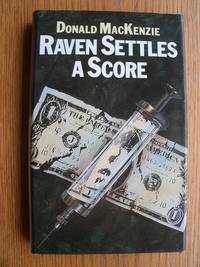 DONALD MACKENZIE
RAVEN SETTLES
A SCORE